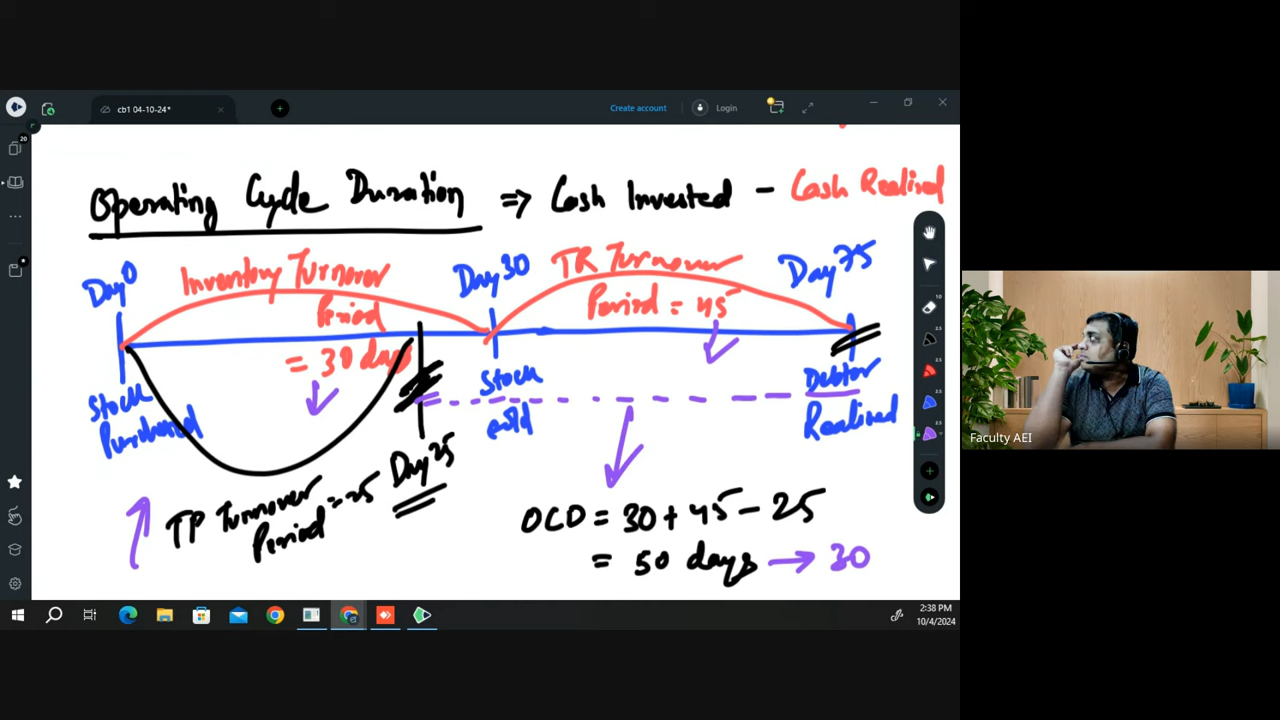 cb1 04-10-24*
Create account
Login
20
Operating Cycle Duration ⇒ Cash Invested - Cash Realised
Day 0
Inventory Turnover
Period
= 30 days
Day 30
TR Turnover
Period = 45
Day 75
Stock
Purchased
Stock
sold
Debtor
Realised
Day 25
TP Turnover
Period = 25
OCD = 30 + 45 - 25
= 50 days → 30
Faculty AEI
2:38 PM
10/4/2024